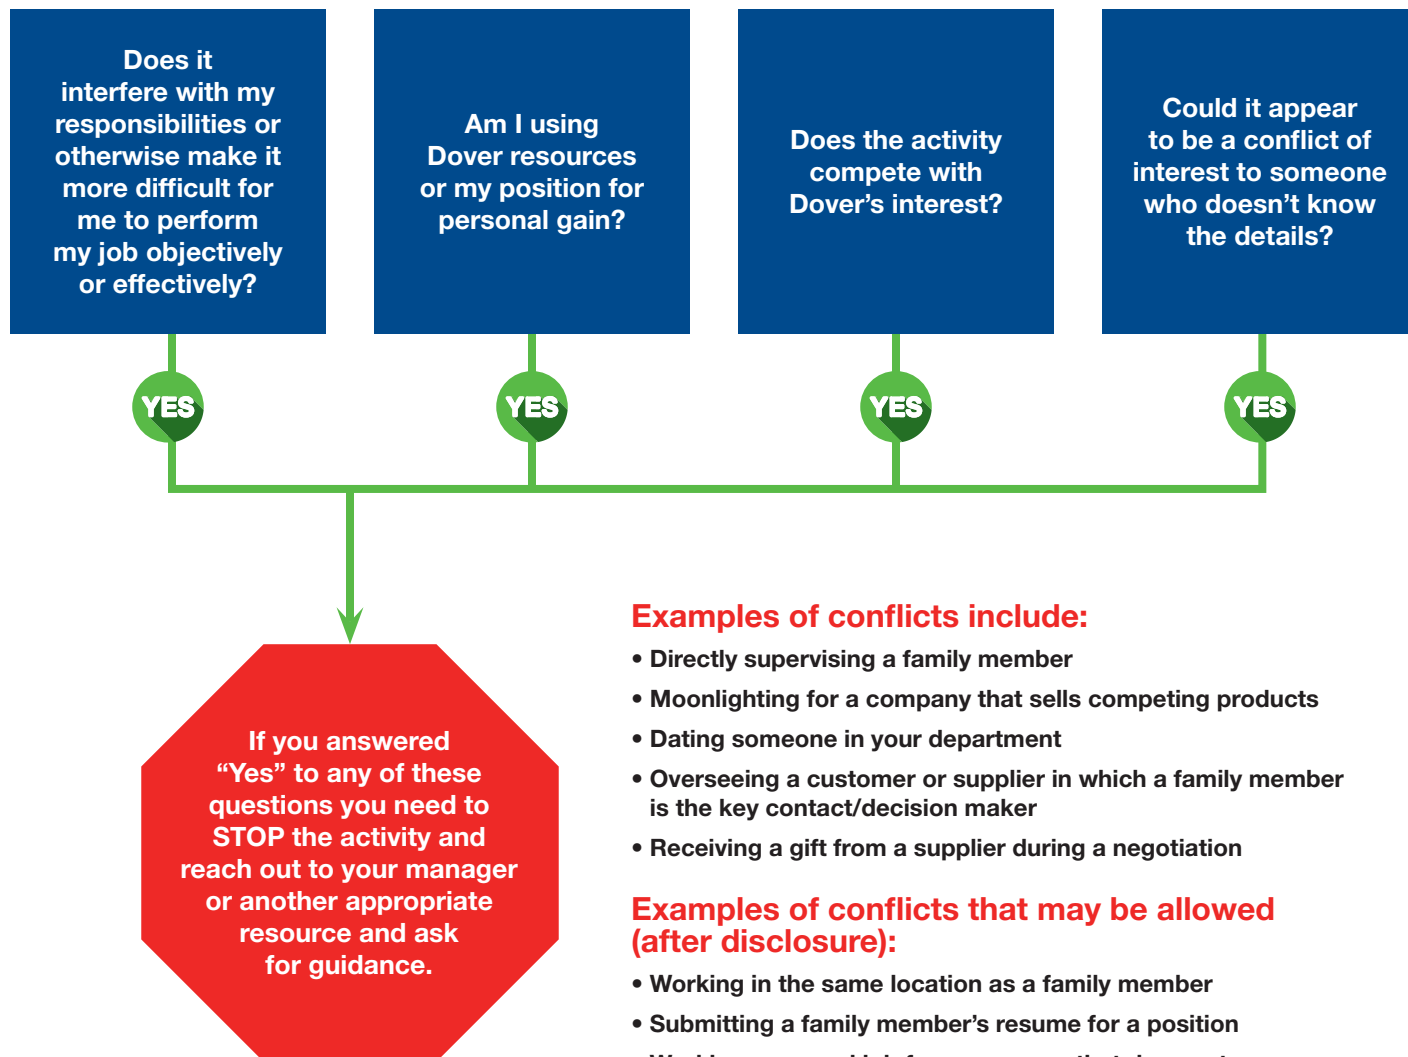 Does it
interfere with my
responsibilities or
otherwise make it
more difficult for
me to perform
my job objectively
or effectively?
Am I using
Dover resources
or my position for
personal gain?
Does the activity
compete with
Dover’s interest?
Could it appear
to be a conflict of
interest to someone
who doesn’t know
the details?
YES
YES
YES
YES
If you answered
“Yes” to any of these
questions you need to
STOP the activity and
reach out to your manager
or another appropriate
resource and ask
for guidance.
Examples of conflicts include:
• Directly supervising a family member
• Moonlighting for a company that sells competing products
• Dating someone in your department
• Overseeing a customer or supplier in which a family member
is the key contact/decision maker
• Receiving a gift from a supplier during a negotiation
Examples of conflicts that may be allowed
(after disclosure):
• Working in the same location as a family member
• Submitting a family member’s resume for a position